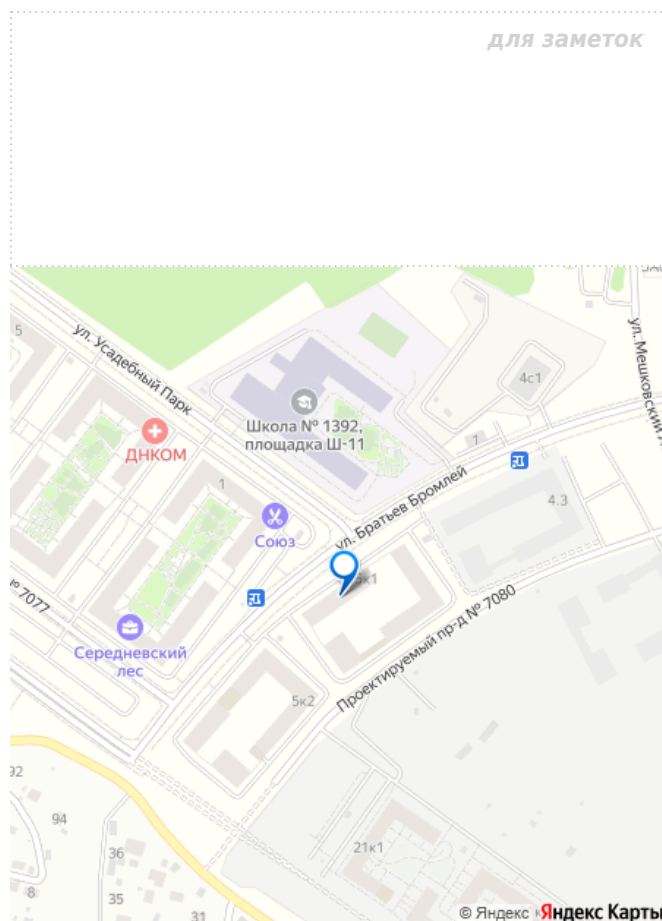 для заметок
5
ул. Усадебный Парк
ул. Мешковский
4с1
Школа № 1392,
площадка Ш-11
ДНКОМ
1
1
ул. Братьев Бромлей
4.3
Союз
5к1
№ 7077
Проектируемый пр-д № 7080
Середневский
лес
5к2
92
94
36
21к1
8
35
31
© Яндекс
Яндекс Карты